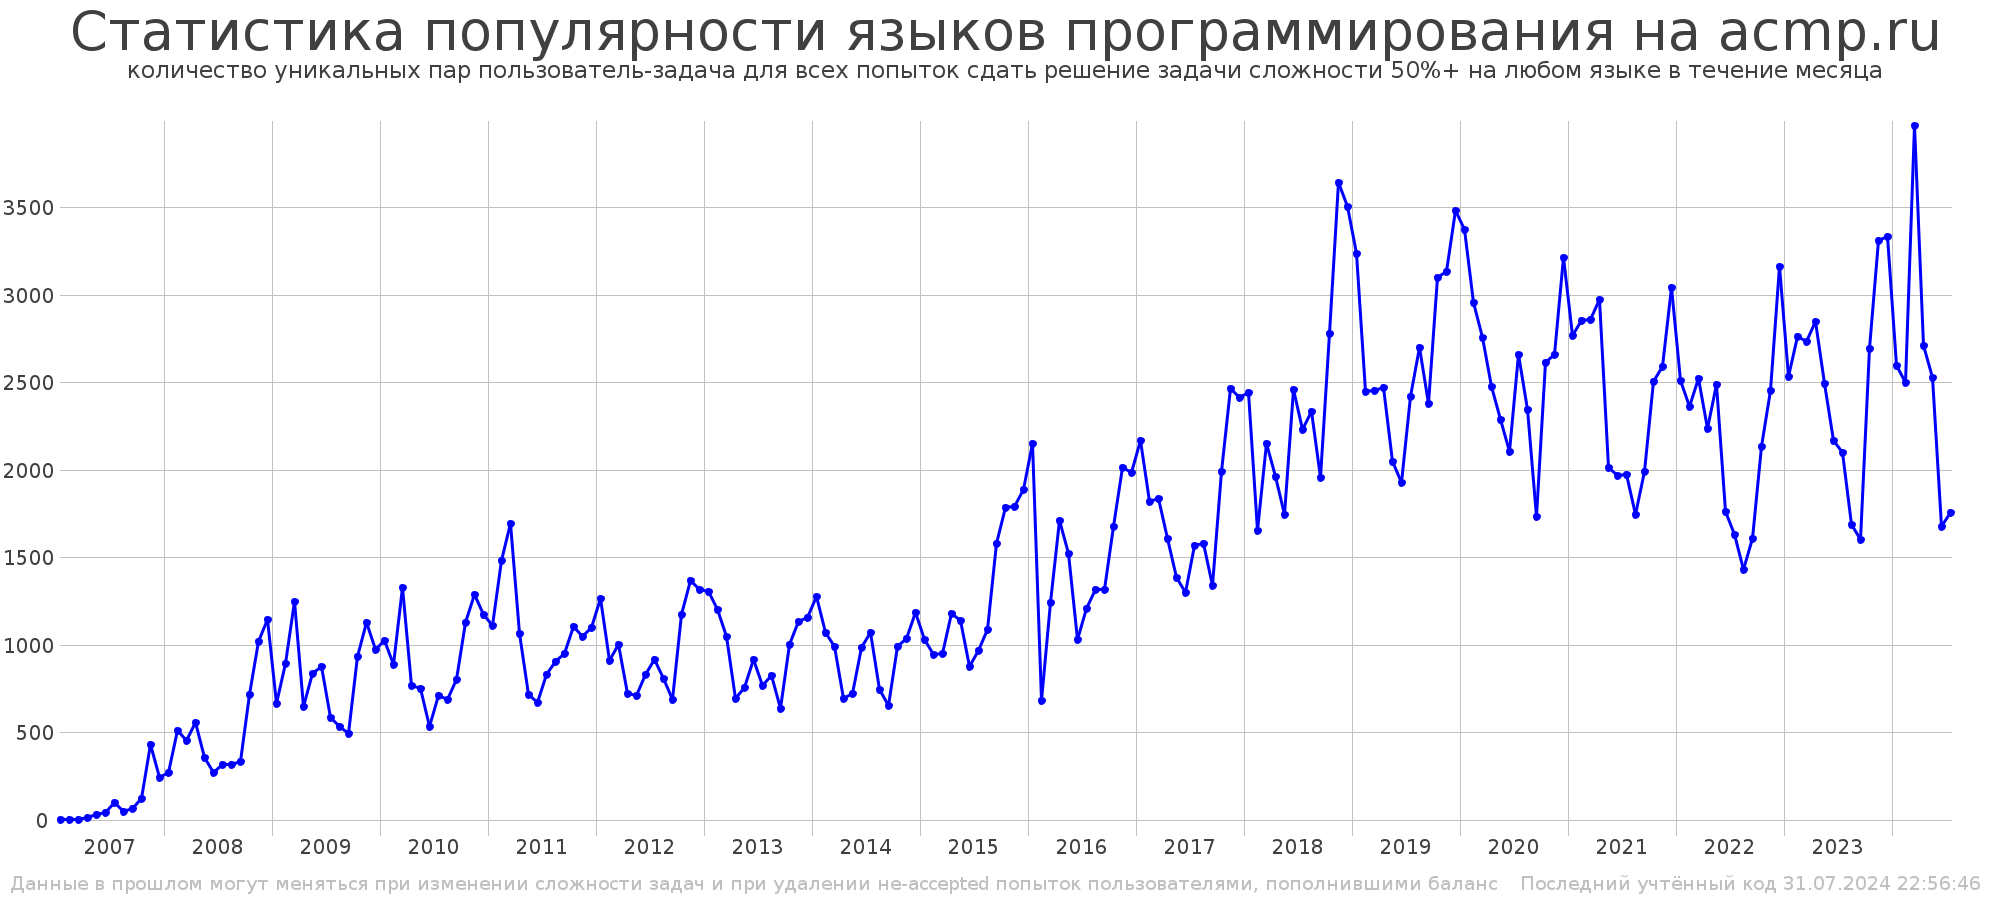 Статистика популярности языков программирования на acmp.ru
количество уникальных пар пользователь-задача для всех попыток сдать решение задачи сложности 50%+ на любом языке в течение месяца
3500
3000
2500
2000
1500
1000
500
0
2007 2008 2009 2010 2011 2012 2013 2014 2015 2016 2017 2018 2019 2020 2021 2022 2023
Данные в прошлом могут меняться при изменении сложности задач и при удалении не-accepted попыток пользователями, пополнившими баланс Последний учтённый код 31.07.2024 22:56:46